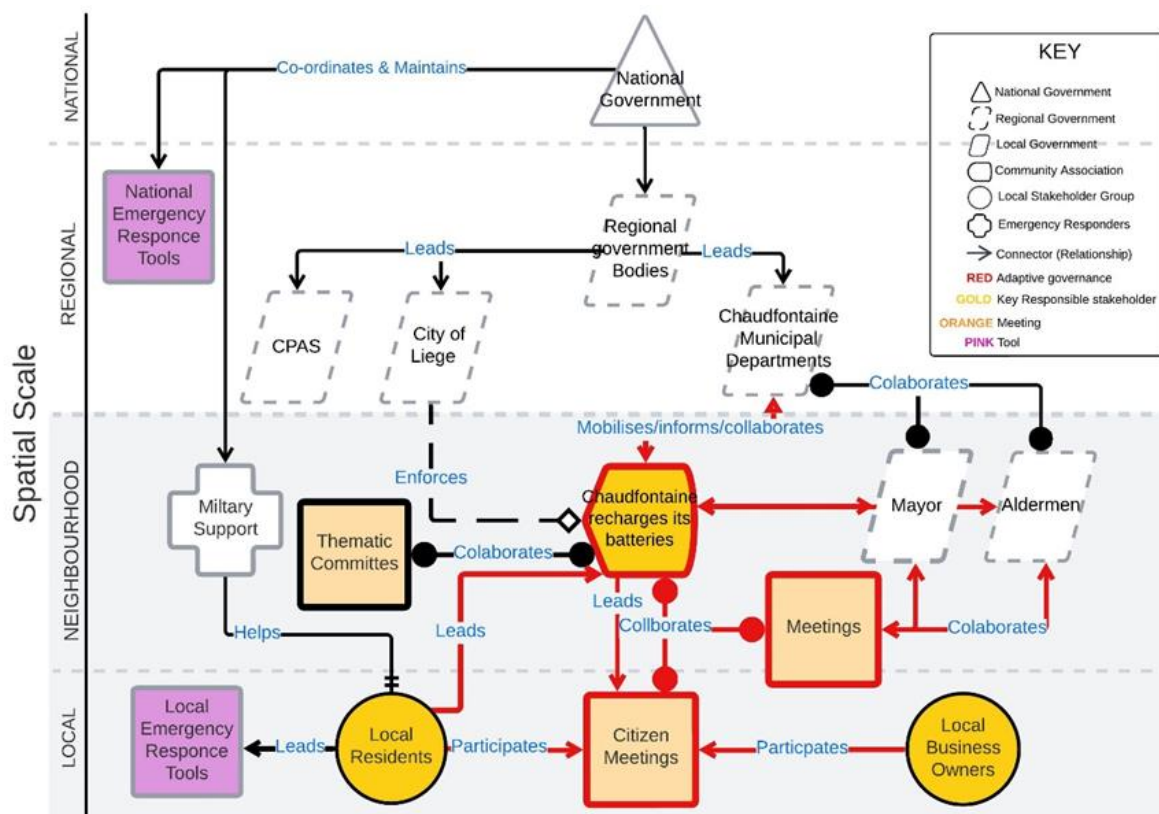 Spatial Scale
NATIONAL
REGIONAL
NEIGHBOURHOOD
LOCAL
Co-ordinates & Maintains
National
Government
KEY
National Government
Regional Government
Local Government
Community Association
Local Stakeholder Group
Emergency Responders
Connector (Relationship)
RED Adaptive governance
GOLD Key Responsible stakeholder
ORANGE Meeting
PINK Tool
National
Emergency
Responce
Tools
Regional
government
Bodies
Leads
Leads
CPAS
City of
Liege
Chaudfontaine
Municipal
Departments
Colaborates
Mobilises/informs/collaborates
Enforces
Miltary
Support
Thematic
Committes
Colaborates
Chaudfontaine
recharges its
batteries
Mayor
Aldermen
Leads
Leads
Collborates
Meetings
Colaborates
Helps
Local
Emergency
Responce
Tools
Leads
Local
Residents
Participates
Citizen
Meetings
Particpates
Local
Business
Owners